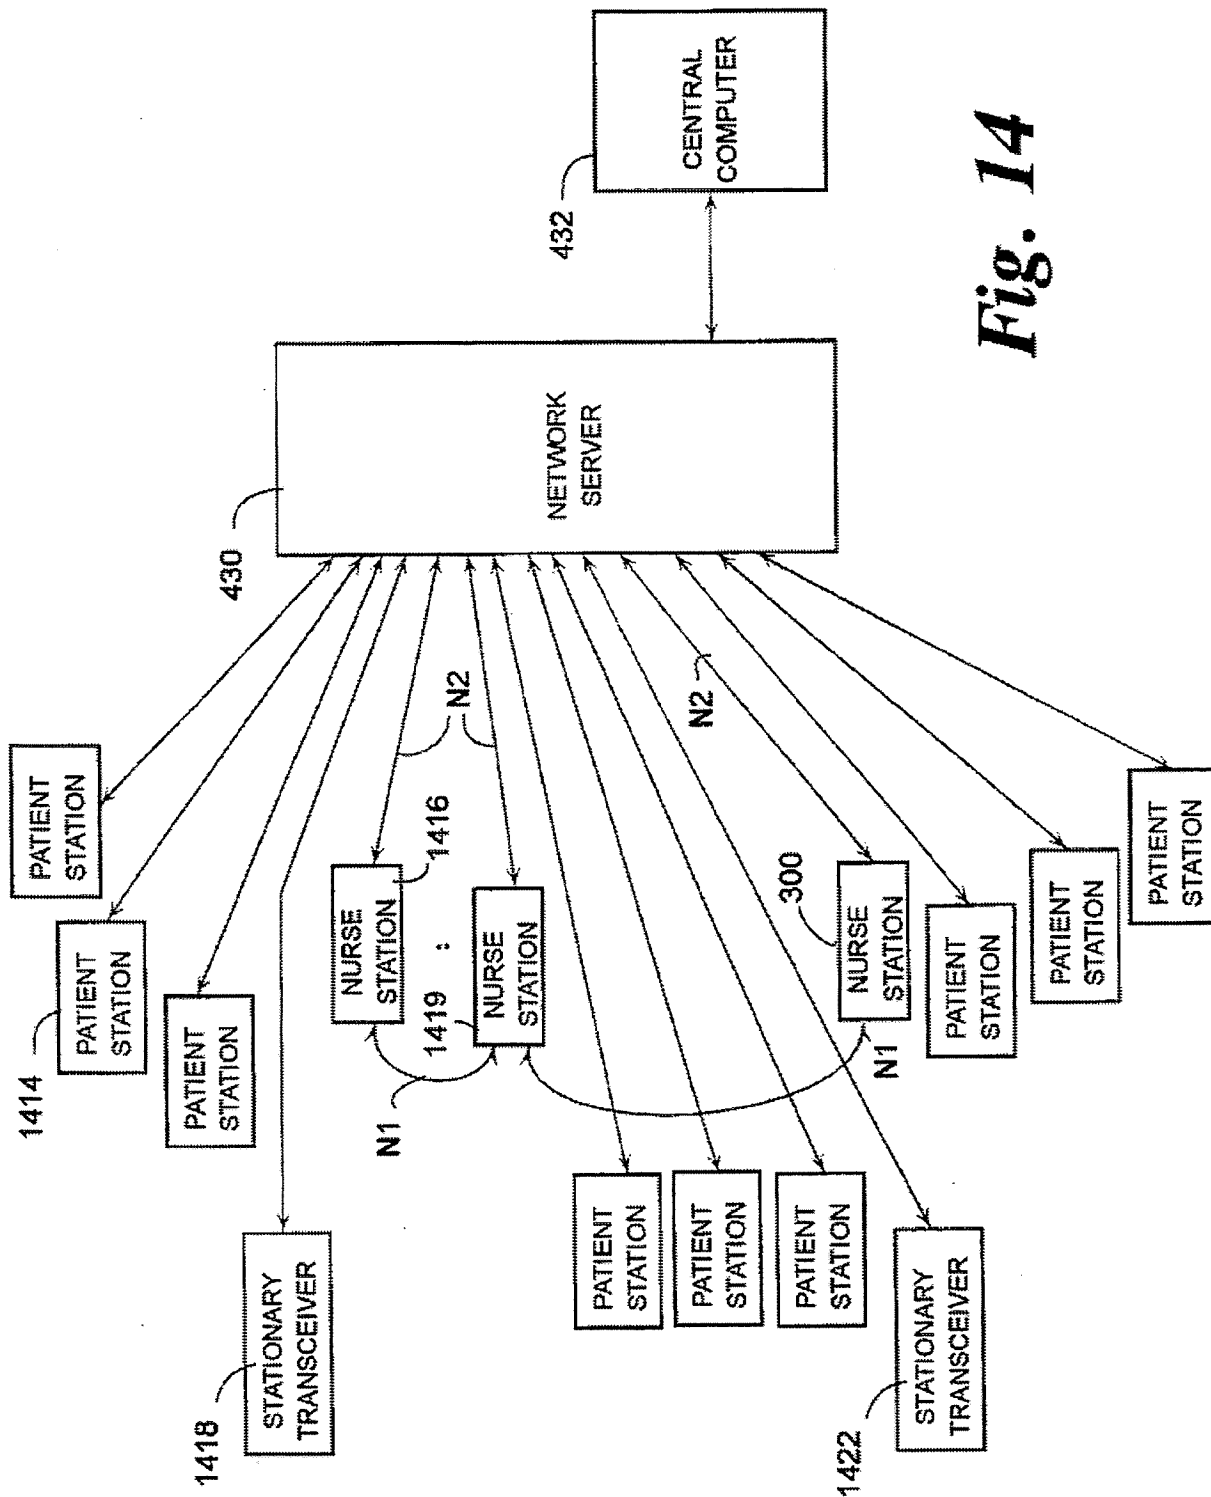 PATIENT
STATION
1414
PATIENT
STATION
PATIENT
STATION
1418
STATIONARY
TRANSCEIVER
430
NETWORK
SERVER
432
CENTRAL
COMPUTER
N2
1416
NURSE
STATION
:
1419
NURSE
STATION
N1
PATIENT
STATION
PATIENT
STATION
PATIENT
STATION
1422
STATIONARY
TRANSCEIVER
N2
300
NURSE
STATION
N1
PATIENT
STATION
PATIENT
STATION
PATIENT
STATION
Fig. 14